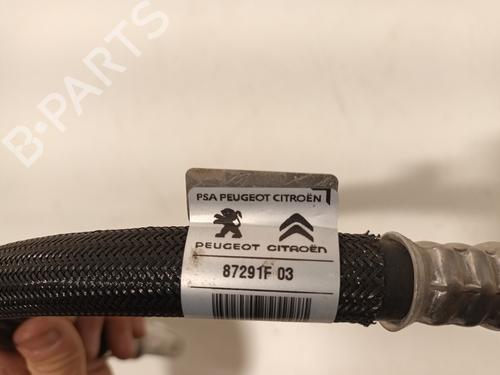 B-PARTS
PSA PEUGEOT CITROËN
PEUGEOT CITROËN
87291F 03